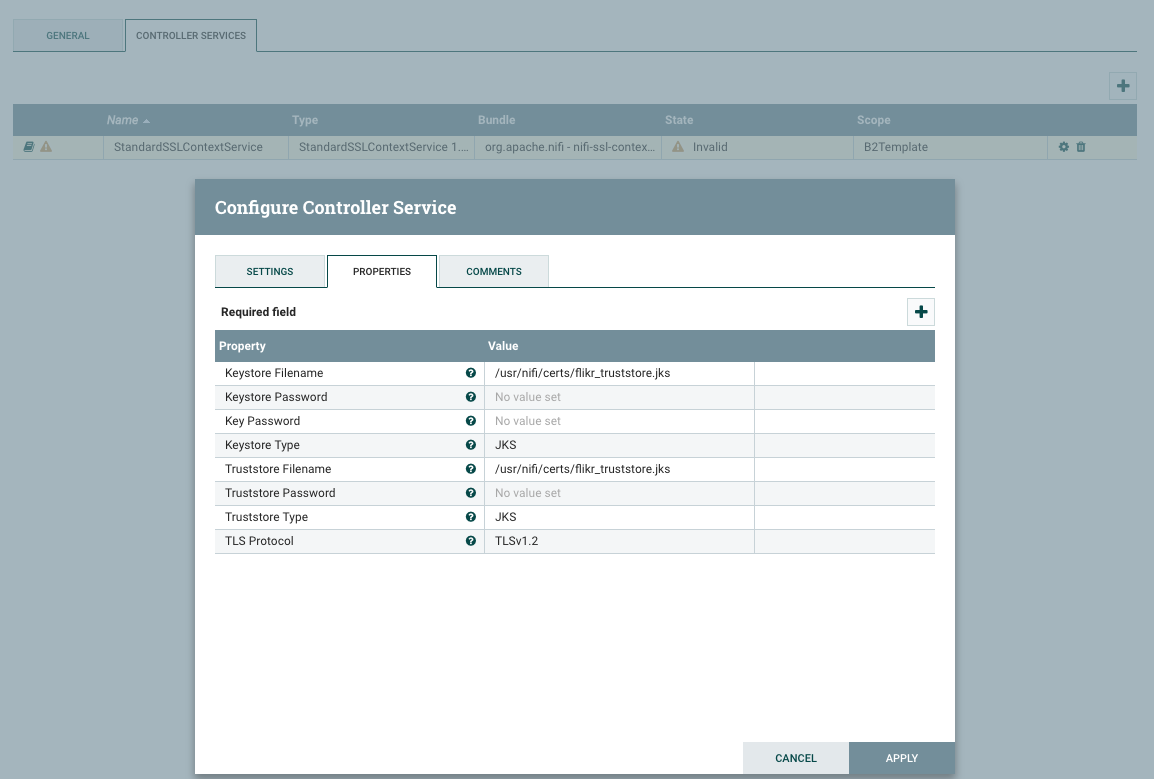 GENERAL CONTROLLER SERVICES
Name Type Bundle State Scope
StandardSSLContextService StandardSSLContextService 1.... org.apache.nifi - nifi-ssl-contex... Invalid B2Template
Configure Controller Service
SETTINGS PROPERTIES COMMENTS
Required field
Property Value
Keystore Filename /usr/nifi/certs/flikr_truststore.jks
Keystore Password No value set
Key Password No value set
Keystore Type JKS
Truststore Filename /usr/nifi/certs/flikr_truststore.jks
Truststore Password No value set
Truststore Type JKS
TLS Protocol TLSv1.2
CANCEL APPLY